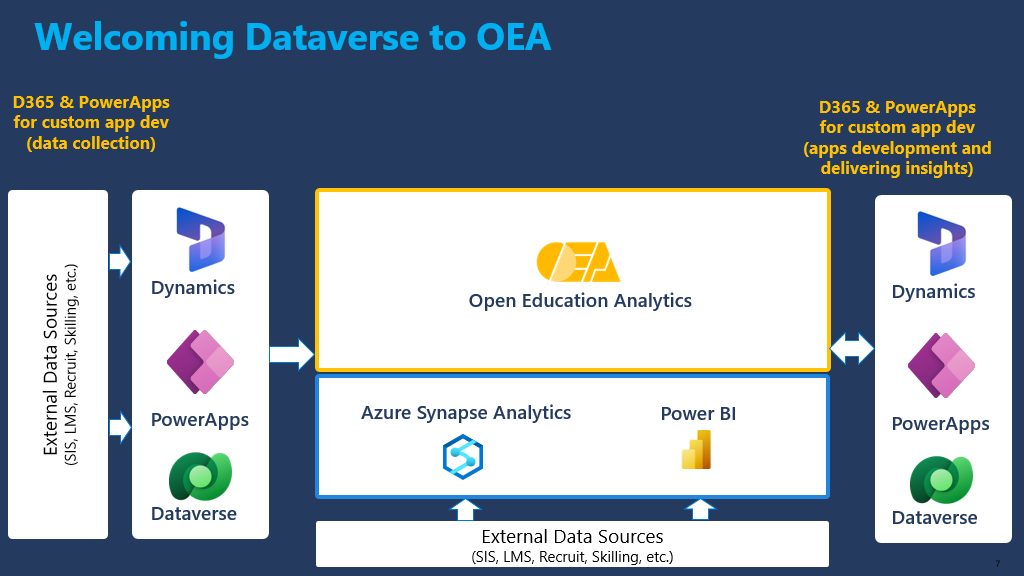 Welcoming Dataverse to OEA
D365 & PowerApps
for custom app dev
(data collection)
D365 & PowerApps
for custom app dev
(apps development and
delivering insights)
External Data Sources
(SIS, LMS, Recruit, Skilling, etc.)
Dynamics
PowerApps
Dataverse
OEA
Open Education Analytics
Azure Synapse Analytics
Power BI
External Data Sources
(SIS, LMS, Recruit, Skilling, etc.)
Dynamics
PowerApps
Dataverse
7